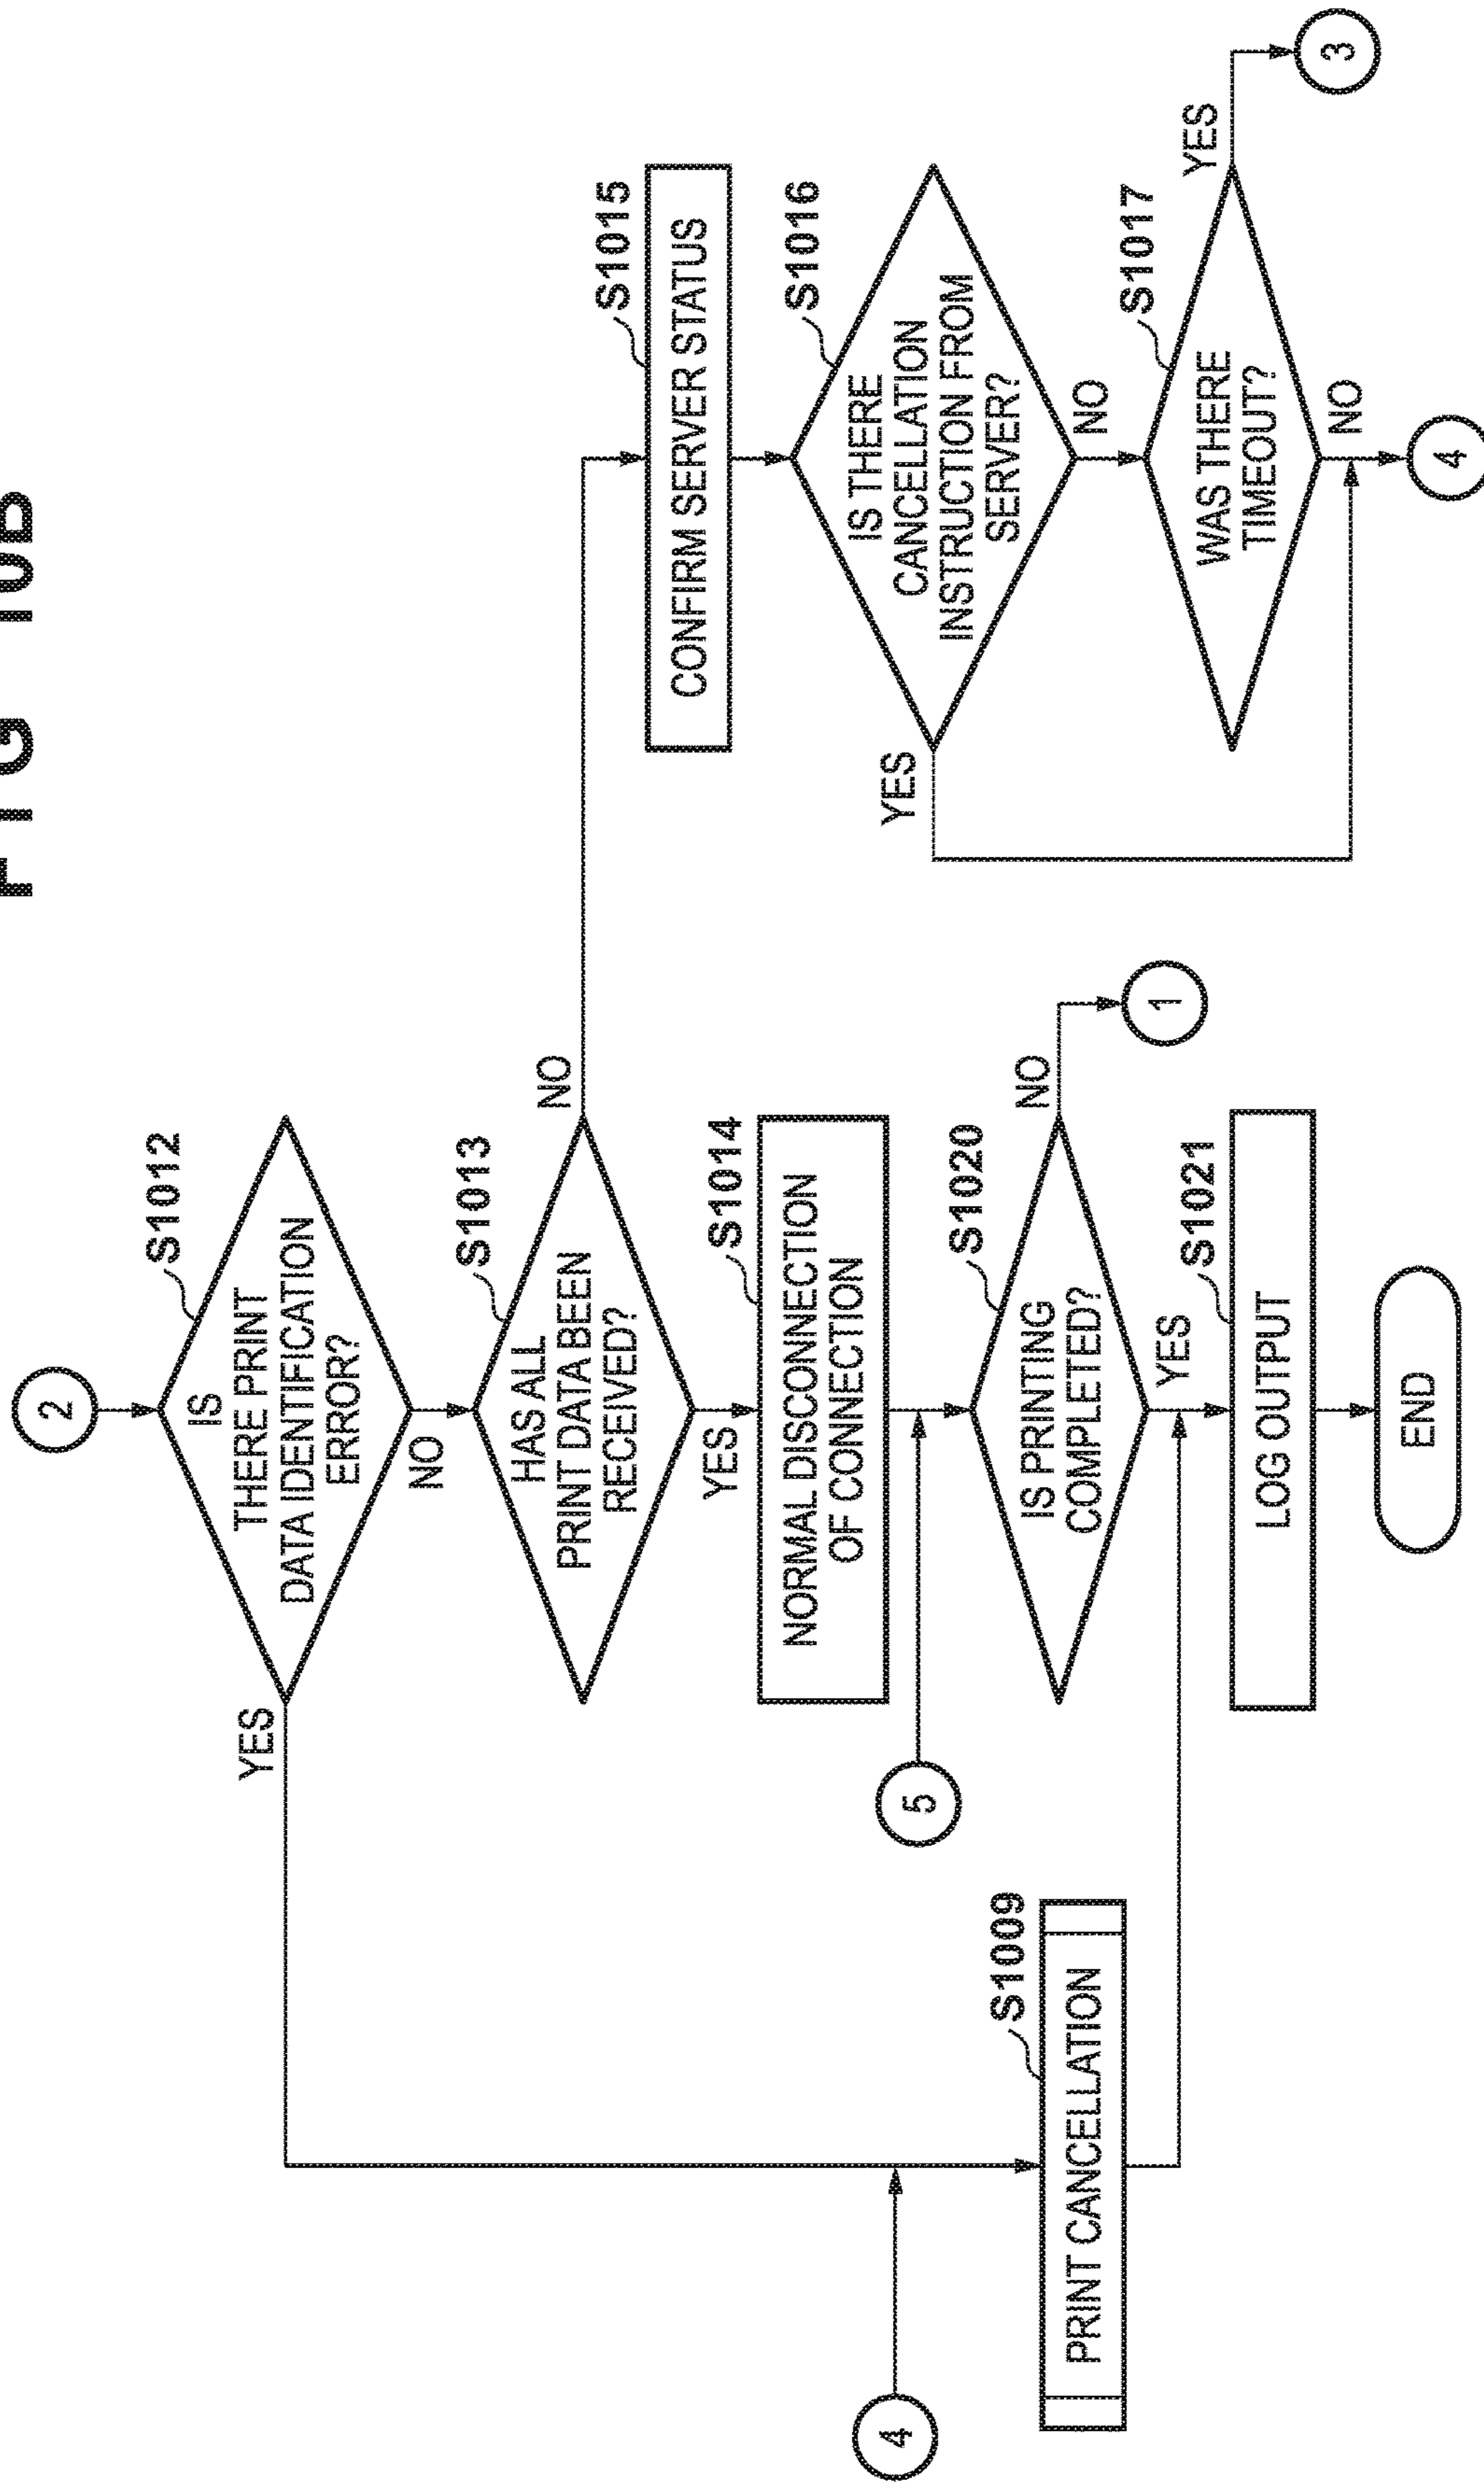 FIG 10B
2
S1012
IS
THERE PRINT
DATA IDENTIFICATION
ERROR?
YES
NO
S1013
HAS ALL
PRINT DATA BEEN
RECEIVED?
NO
YES
S1014
NORMAL DISCONNECTION
OF CONNECTION
5
S1020
IS PRINTING
COMPLETED?
NO
1
YES
S1021
LOG OUTPUT
END
4
S1009
PRINT CANCELLATION
S1015
CONFIRM SERVER STATUS
S1016
IS THERE
CANCELLATION
INSTRUCTION FROM
SERVER?
YES
NO
S1017
WAS THERE
TIMEOUT?
YES
3
NO
4